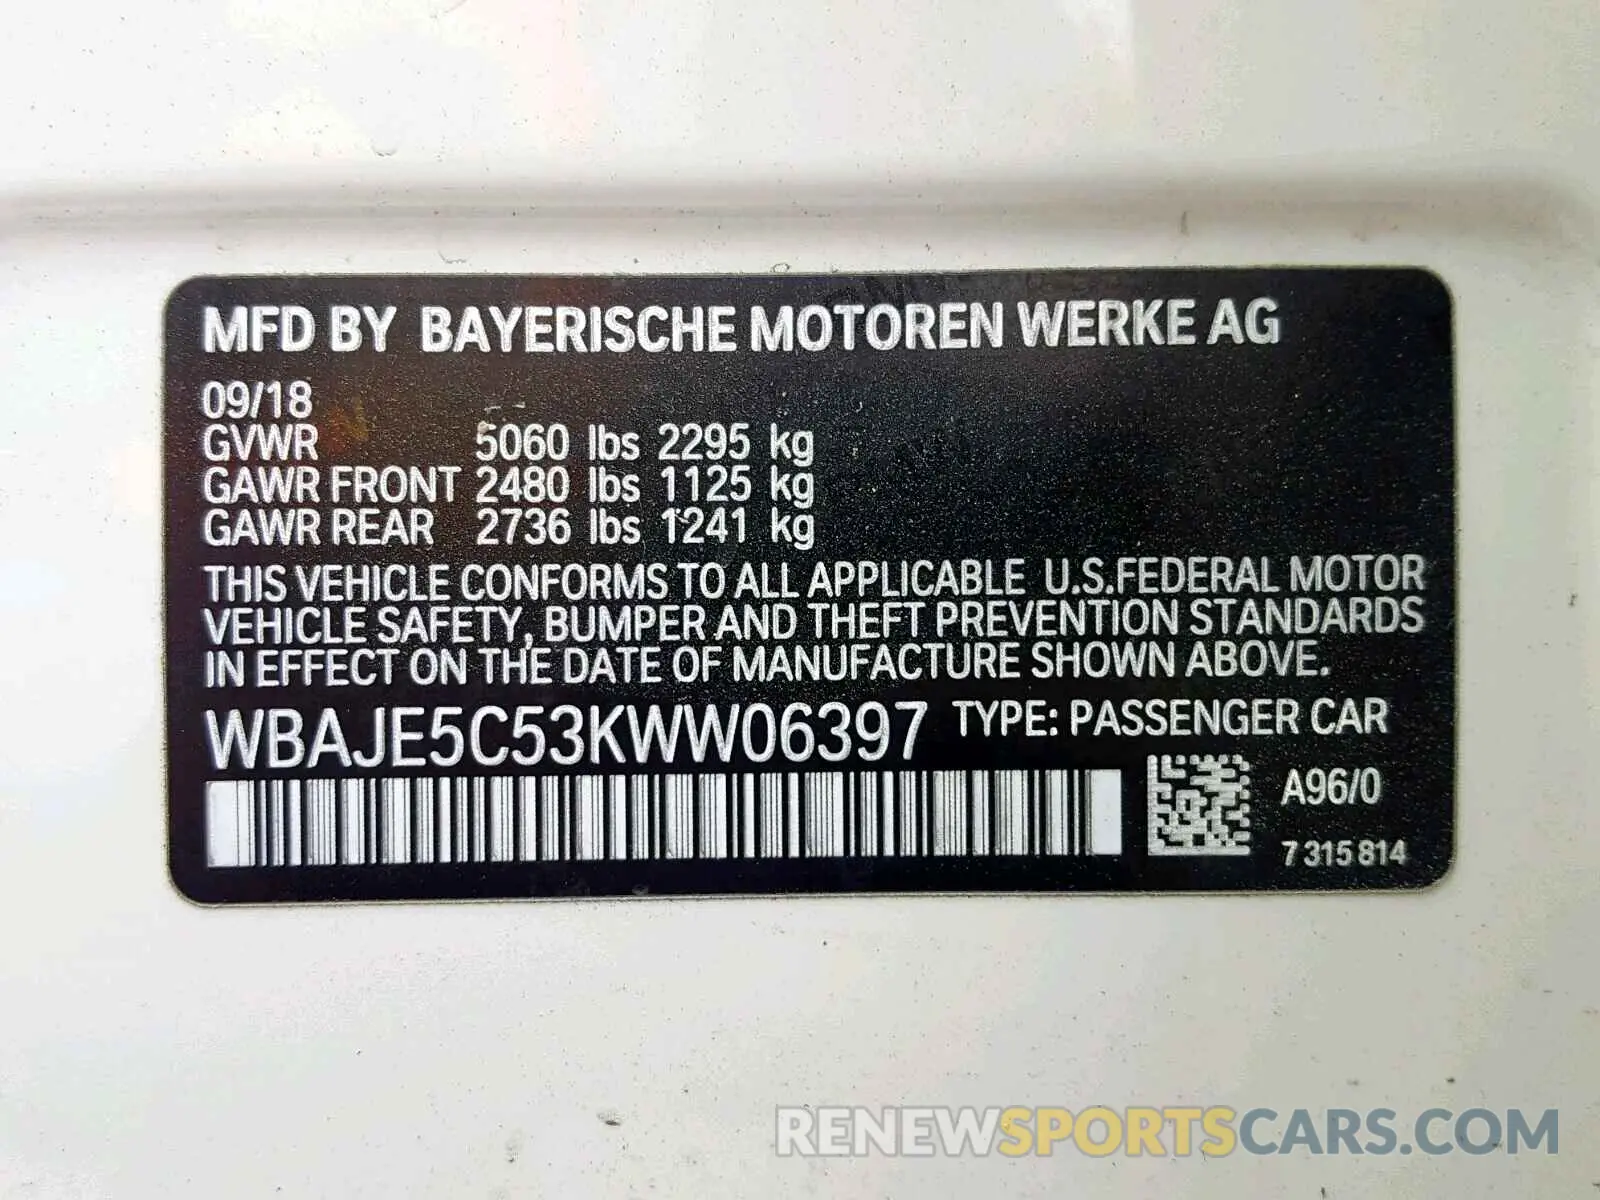 MFD BY BAYERISCHE MOTOREN WERKE AG
09/18
GVWR 5060 lbs 2295 kg
GAWR FRONT 2480 lbs 1125 kg
GAWR REAR 2736 lbs 1241 kg
THIS VEHICLE CONFORMS TO ALL APPLICABLE U.S.FEDERAL MOTOR
VEHICLE SAFETY, BUMPER AND THEFT PREVENTION STANDARDS
IN EFFECT ON THE DATE OF MANUFACTURE SHOWN ABOVE.
WBAJE5C53KWW06397 TYPE: PASSENGER CAR
A96/0
7 315 814
RENEWSPORTSCARS.COM